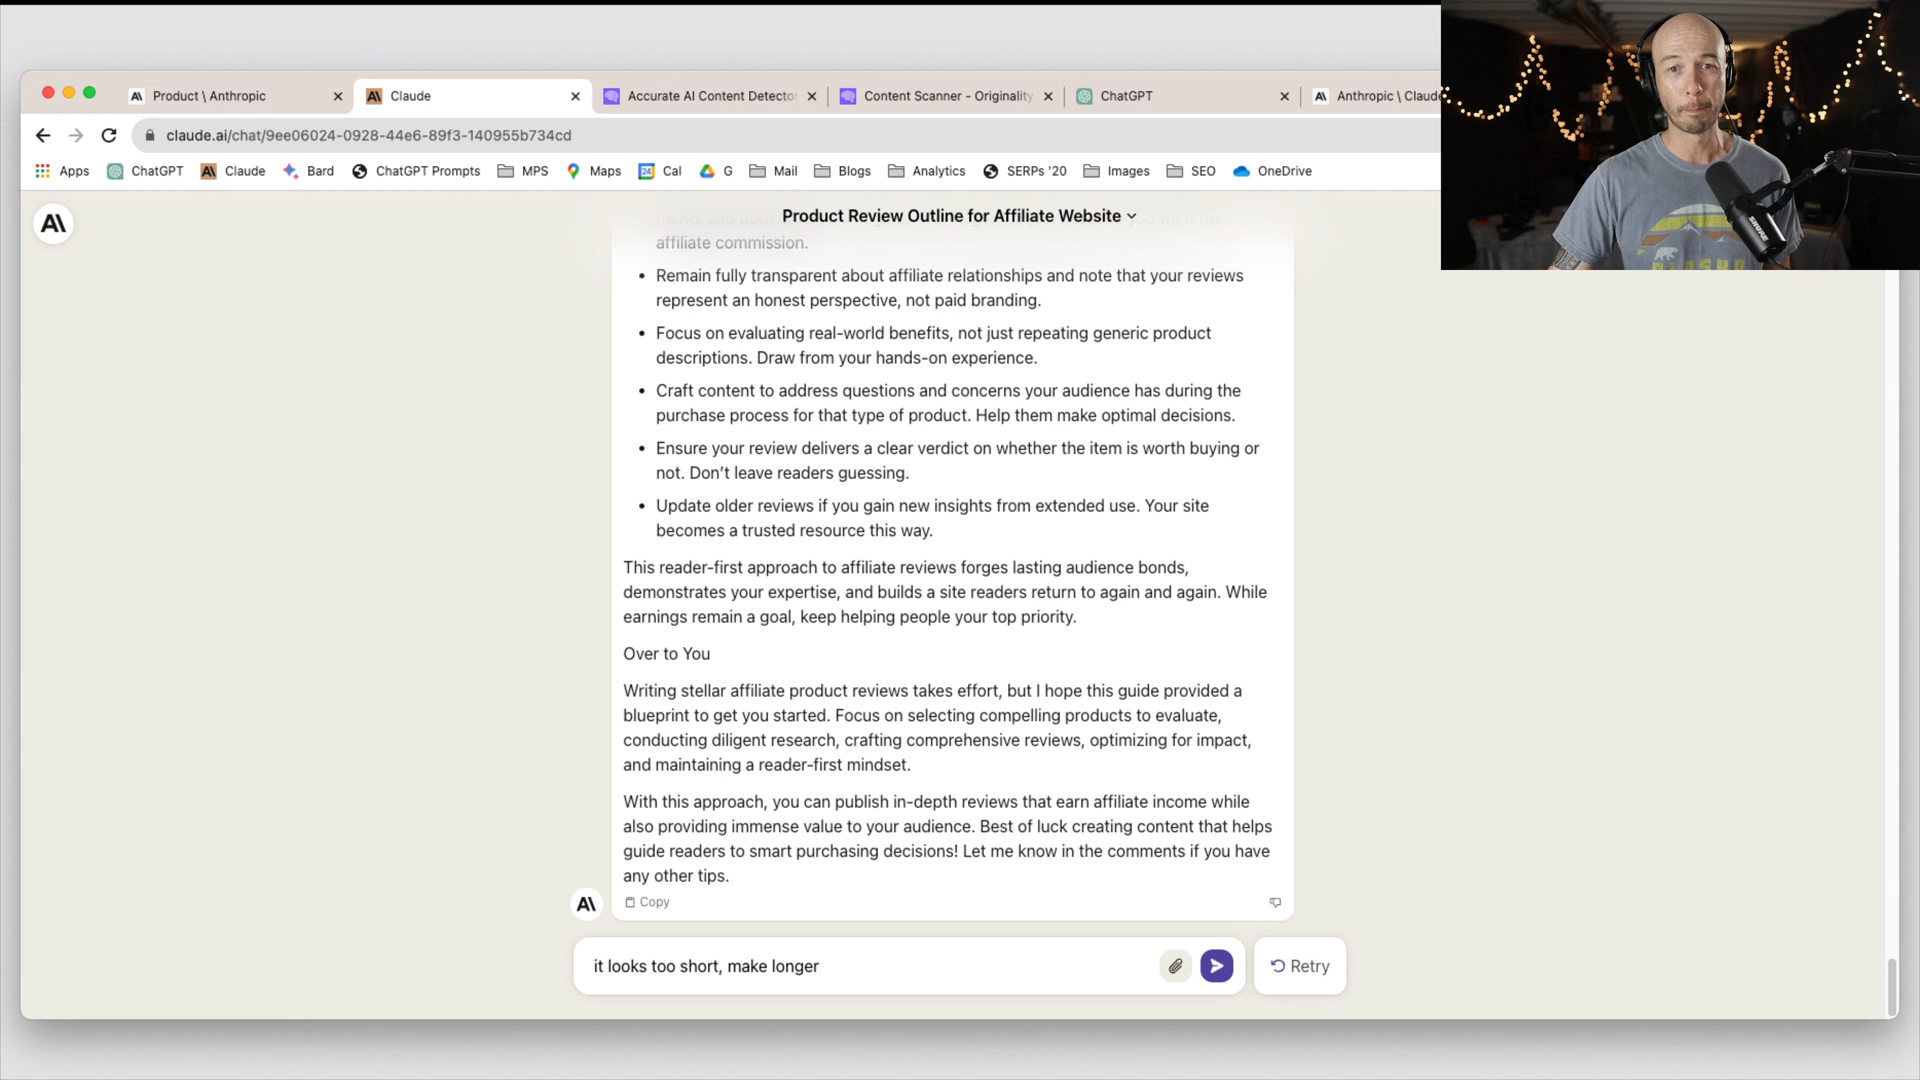 Product \ Anthropic
Claude
Accurate AI Content Detector
Content Scanner - Originality
ChatGPT
Anthropic \ Claude
claude.ai/chat/9ee06024-0928-44e6-89f3-140955b734cd
Apps
ChatGPT
Claude
Bard
ChatGPT Prompts
MPS
Maps
24
Cal
G
Mail
Blogs
Analytics
SERPs '20
Images
SEO
OneDrive
Product Review Outline for Affiliate Website
affiliate commission.
• Remain fully transparent about affiliate relationships and note that your reviews
represent an honest perspective, not paid branding.
• Focus on evaluating real-world benefits, not just repeating generic product
descriptions. Draw from your hands-on experience.
• Craft content to address questions and concerns your audience has during the
purchase process for that type of product. Help them make optimal decisions.
• Ensure your review delivers a clear verdict on whether the item is worth buying or
not. Don’t leave readers guessing.
• Update older reviews if you gain new insights from extended use. Your site
becomes a trusted resource this way.
This reader-first approach to affiliate reviews forges lasting audience bonds,
demonstrates your expertise, and builds a site readers return to again and again. While
earnings remain a goal, keep helping people your top priority.
Over to You
Writing stellar affiliate product reviews takes effort, but I hope this guide provided a
blueprint to get you started. Focus on selecting compelling products to evaluate,
conducting diligent research, crafting comprehensive reviews, optimizing for impact,
and maintaining a reader-first mindset.
With this approach, you can publish in-depth reviews that earn affiliate income while
also providing immense value to your audience. Best of luck creating content that helps
guide readers to smart purchasing decisions! Let me know in the comments if you have
any other tips.
Copy
it looks too short, make longer
Retry
SHURE